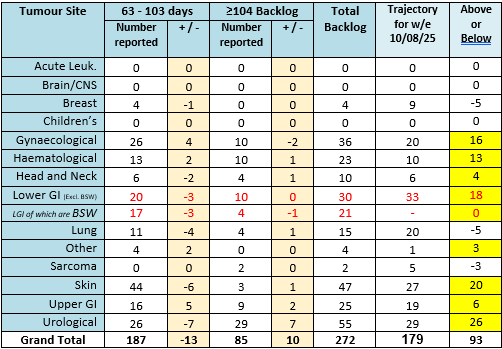 Tumour Site 63 - 103 days ≥104 Backlog Total Backlog Trajectory for w/e 10/08/25 Above or Below
Number reported + / - Number reported + / -
Acute Leuk. 0 0 0 0 0 0 0
Brain/CNS 0 0 0 0 0 0 0
Breast 4 -1 0 0 4 9 -5
Children's 0 0 0 0 0 0 0
Gynaecological 26 4 10 -2 36 20 16
Haematological 13 2 10 1 23 10 13
Head and Neck 6 -2 4 1 10 6 4
Lower GI (Excl. BSW) 20 -3 10 0 30 33 18
LGI of which are BSW 17 -3 4 -1 21 - 0
Lung 11 -4 4 1 15 20 -5
Other 4 2 0 0 4 1 3
Sarcoma 0 0 2 0 2 5 -3
Skin 44 -6 3 1 47 27 20
Upper GI 16 5 9 2 25 19 6
Urological 26 -7 29 7 55 29 26
Grand Total 187 -13 85 10 272 179 93